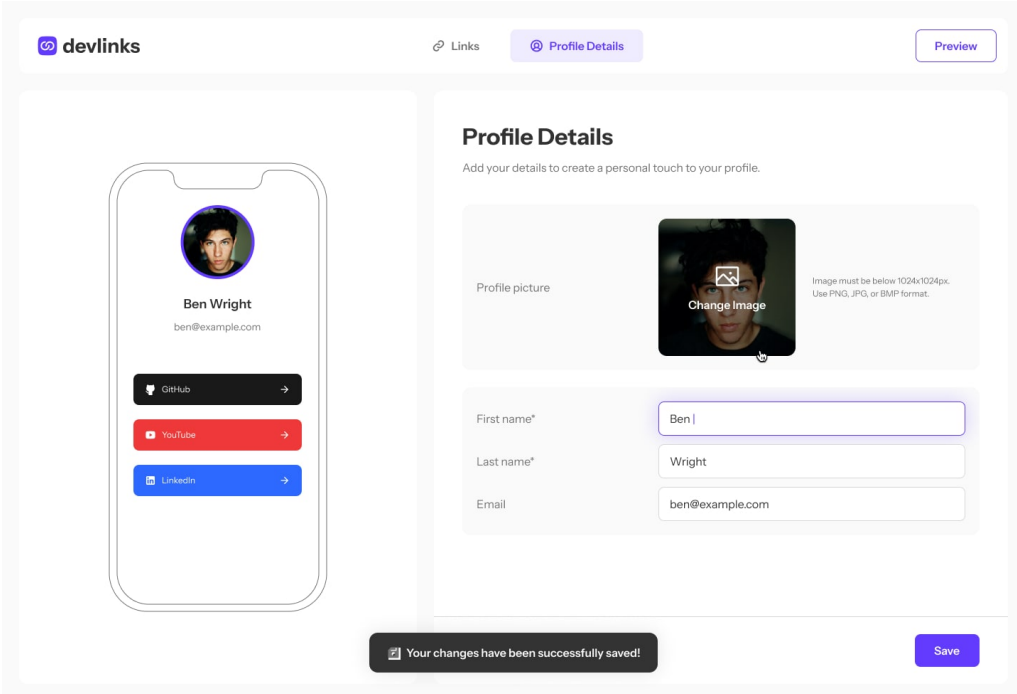 devlinks
Links
Profile Details
Preview
Ben Wright
ben@example.com
GitHub
YouTube
LinkedIn
Profile Details
Add your details to create a personal touch to your profile.
Profile picture
Change Image
Image must be below 1024x1024px.
Use PNG, JPG, or BMP format.
First name*
Ben
Last name*
Wright
Email
ben@example.com
Your changes have been successfully saved!
Save